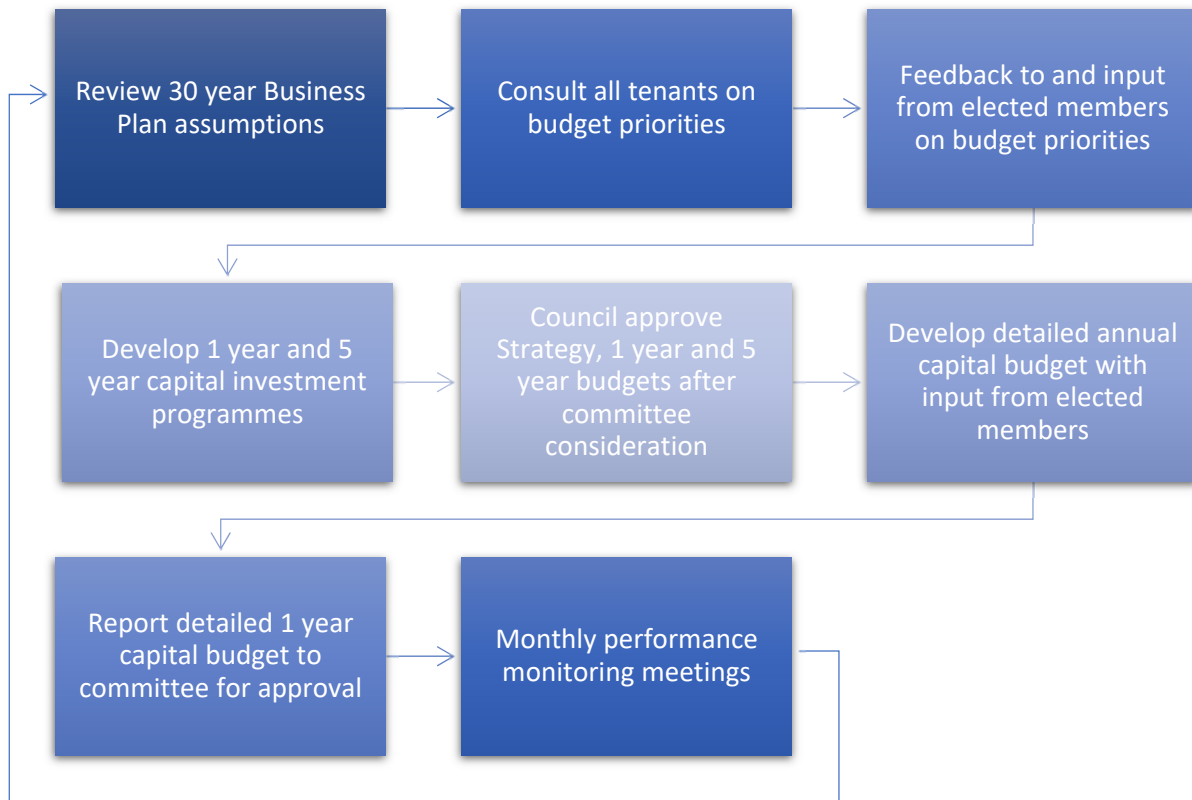 Review 30 year Business
Plan assumptions
Consult all tenants on
budget priorities
Feedback to and input
from elected members
on budget priorities
Develop 1 year and 5
year capital investment
programmes
Council approve
Strategy, 1 year and 5
year budgets after
committee
consideration
Develop detailed annual
capital budget with
input from elected
members
Report detailed 1 year
capital budget to
committee for approval
Monthly performance
monitoring meetings